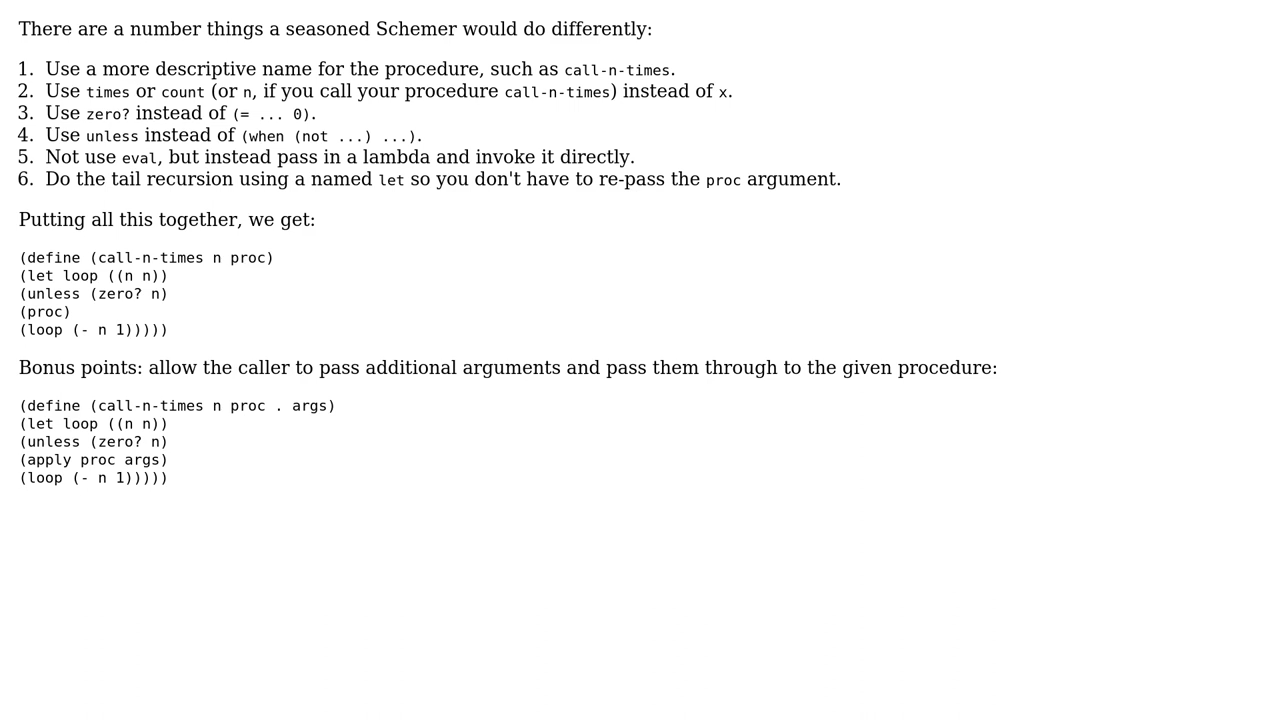 There are a number things a seasoned Schemer would do differently:
1. Use a more descriptive name for the procedure, such as call-n-times.
2. Use times or count (or n, if you call your procedure call-n-times) instead of x.
3. Use zero? instead of (= ... 0).
4. Use unless instead of (when (not ...) ...).
5. Not use eval, but instead pass in a lambda and invoke it directly.
6. Do the tail recursion using a named let so you don't have to re-pass the proc argument.
Putting all this together, we get:
(define (call-n-times n proc)
(let loop ((n n))
(unless (zero? n)
(proc)
(loop (- n 1)))))
Bonus points: allow the caller to pass additional arguments and pass them through to the given procedure:
(define (call-n-times n proc . args)
(let loop ((n n))
(unless (zero? n)
(apply proc args)
(loop (- n 1)))))